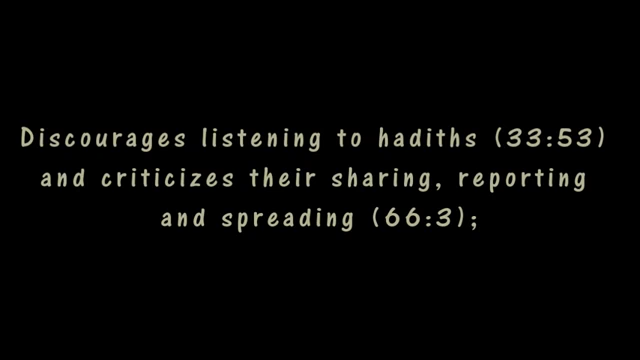 Discourages listening to hadiths (33:53)
and criticizes their sharing, reporting
and spreading (66:3);